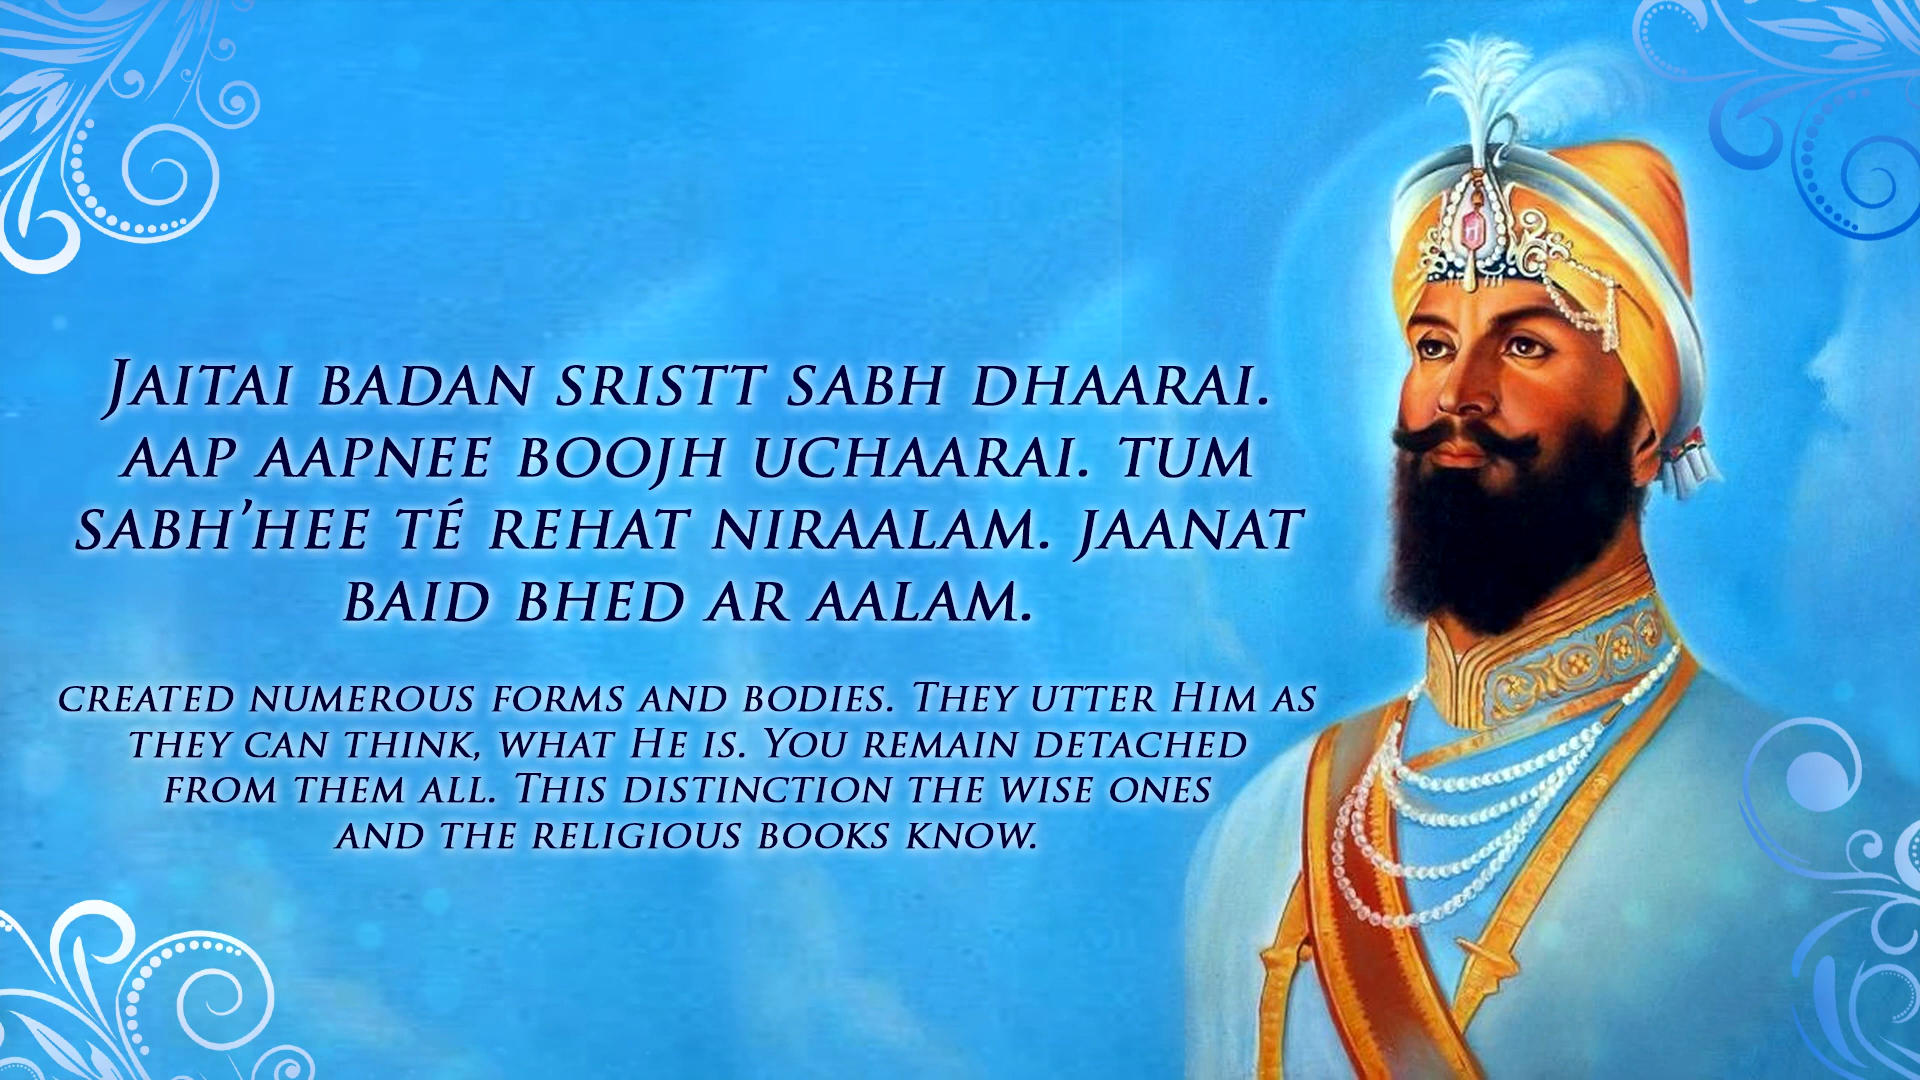 Jaitai badan sristt sabh dhaarai.
aap aapnee boojh uchaarai. tum
sabh’hee té rehat niraalam. jaanat
baid bhed ar aalam.
created numerous forms and bodies. They utter Him as
they can think, what He is. You remain detached
from them all. This distinction the wise ones
and the religious books know.